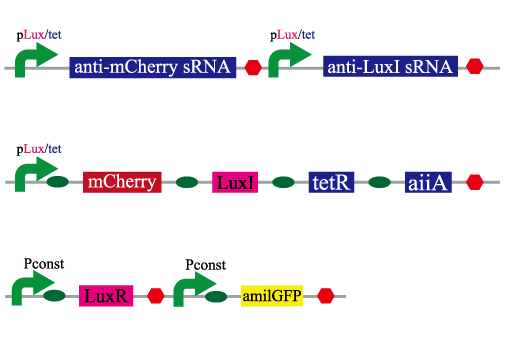 pLux/tet pLux/tet
anti-mCherry sRNA anti-LuxI sRNA
pLux/tet
mCherry LuxI tetR aiiA
Pconst Pconst
LuxR amilGFP